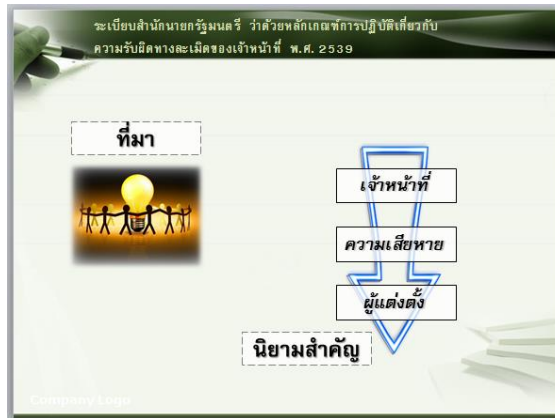 ระเบียบสำนักนายกรัฐมนตรี ว่าด้วยหลักเกณฑ์การปฏิบัติเกี่ยวกับ
ความรับผิดทางละเมิดของเจ้าหน้าที่ พ.ศ. 2539
ที่มา
เจ้าหน้าที่
ความเสียหาย
ผู้แต่งตั้ง
นิยามสำคัญ
Company Logo